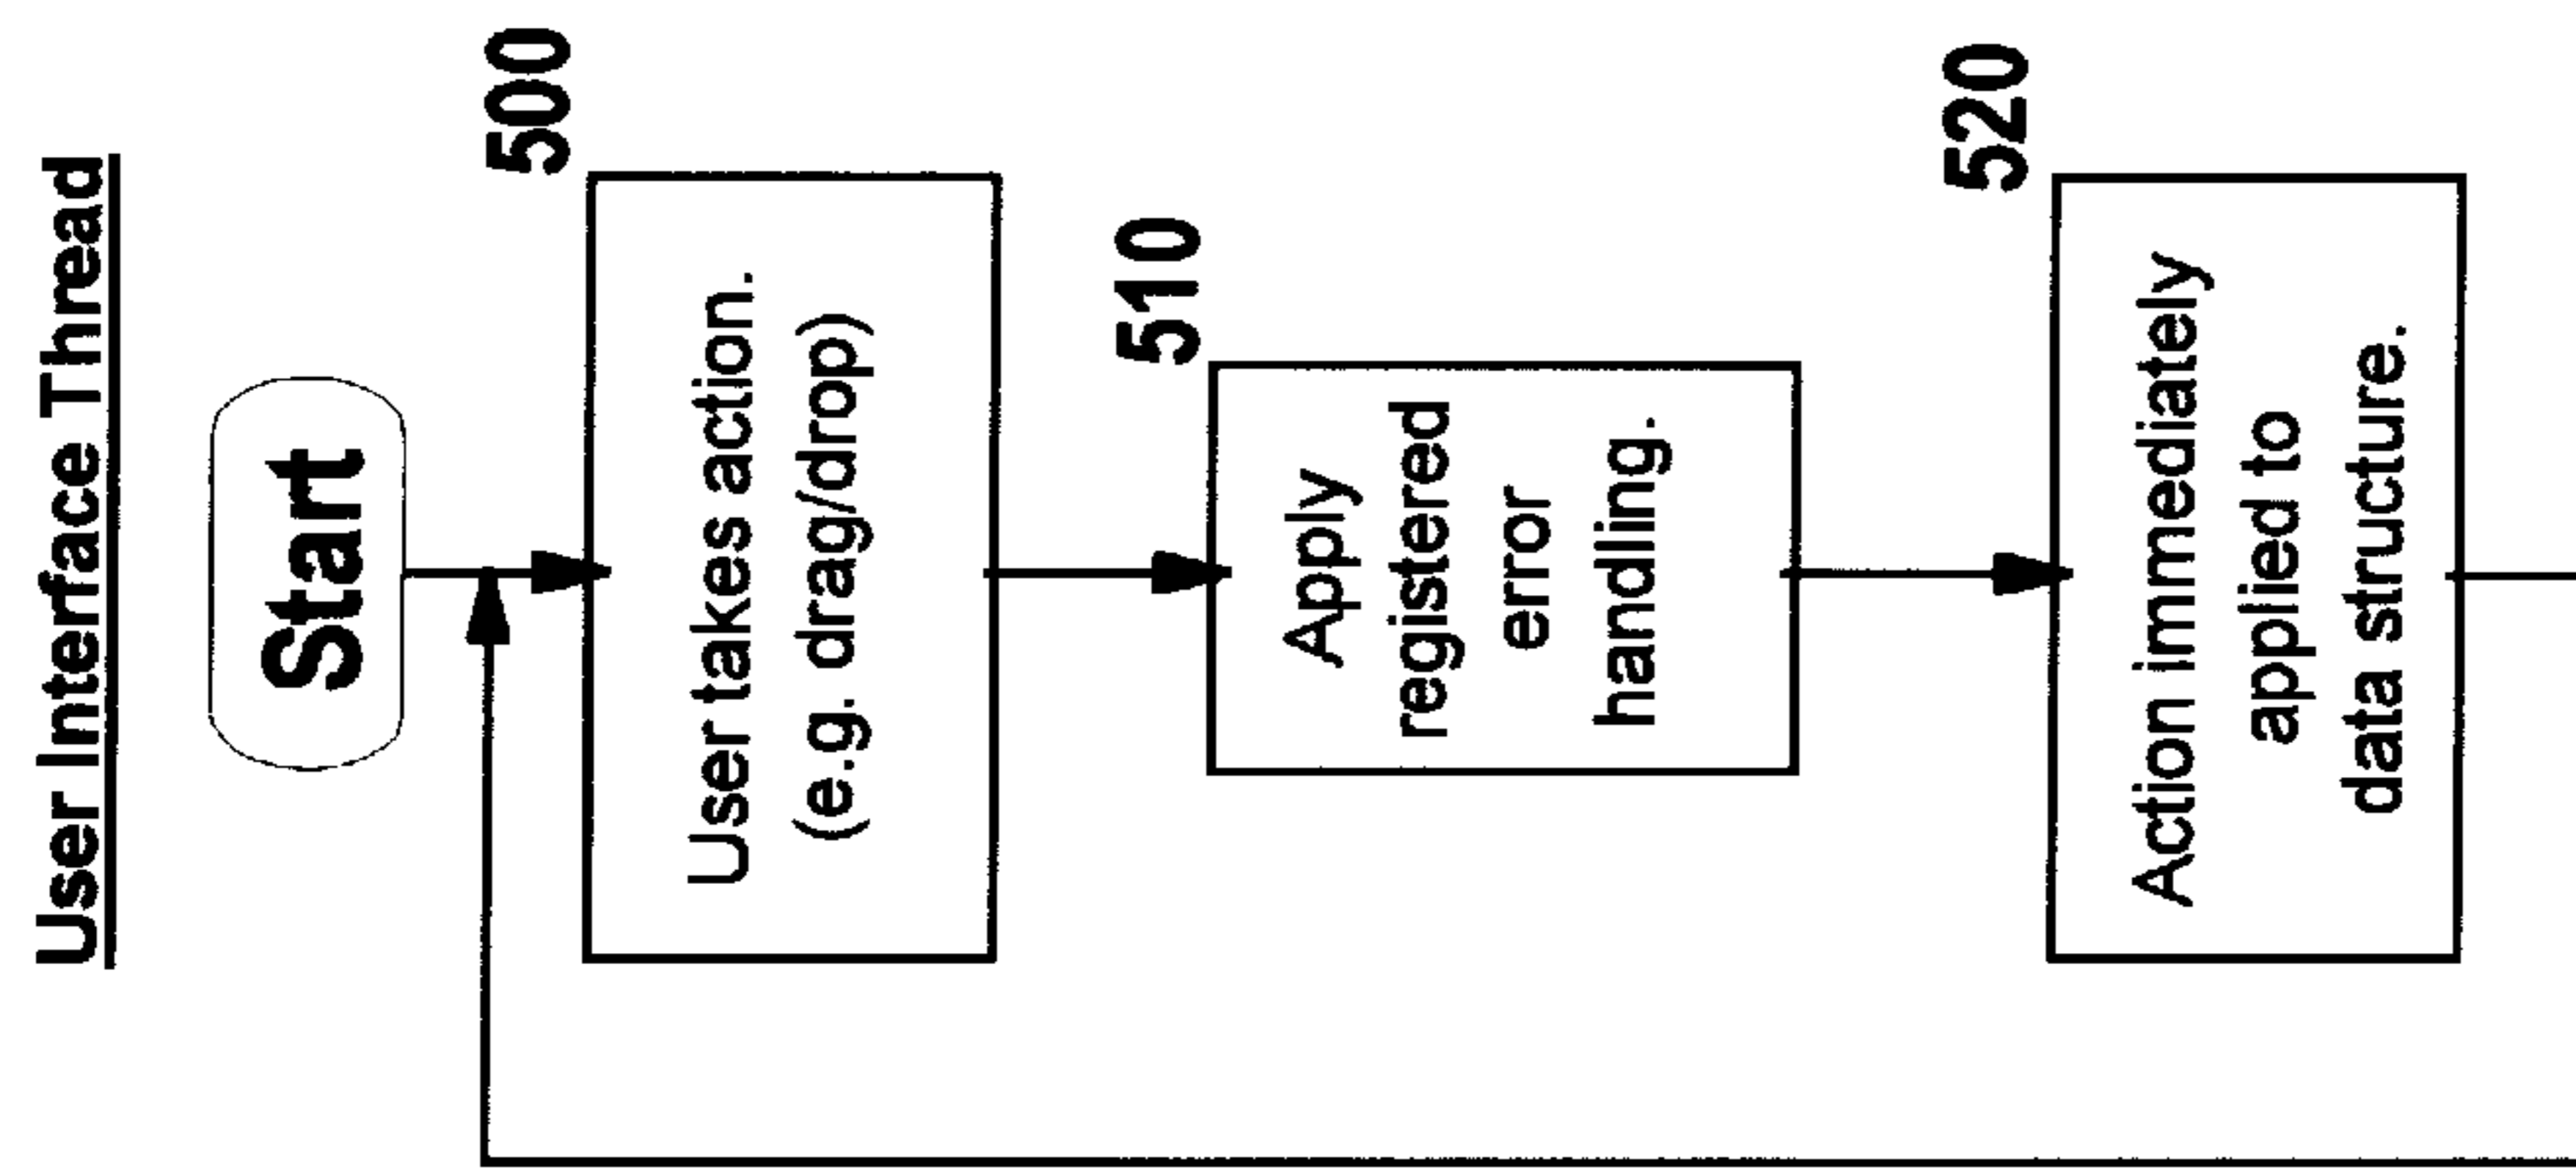 User Interface Thread
Start
500
User takes action.
(e.g. drag/drop)
510
Apply
registered
error
handling.
520
Action immediately
applied to
data structure.